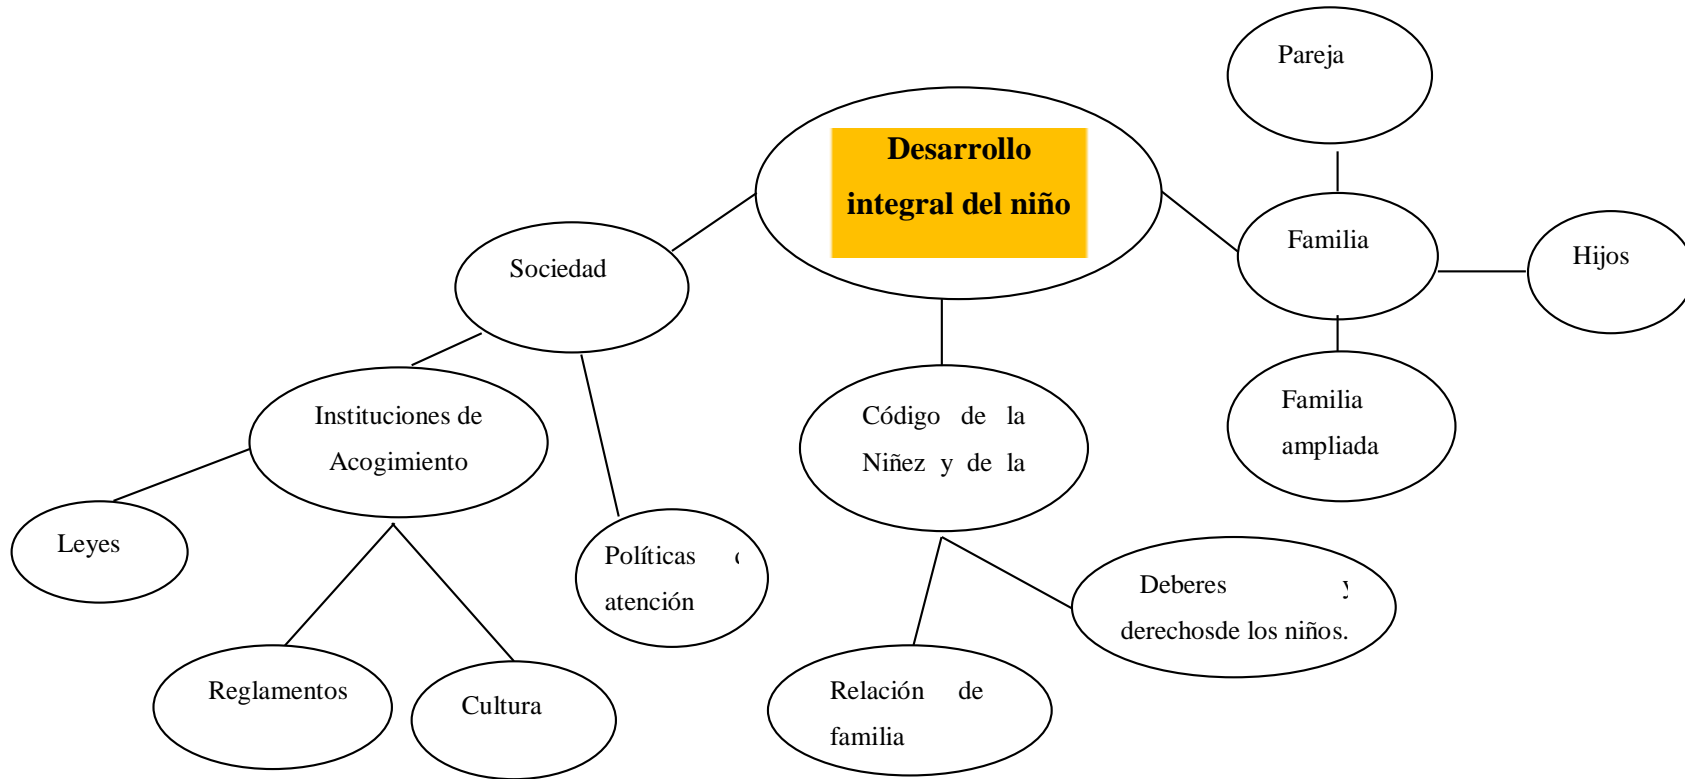 Pareja
Desarrollo
integral del niño
Familia
Hijos
Sociedad
Familia
ampliada
Instituciones de
Acogimiento
Código de la
Niñez y de la
Leyes
Políticas
atención
Deberes y
derechosde los niños.
Reglamentos
Cultura
Relación de
familia